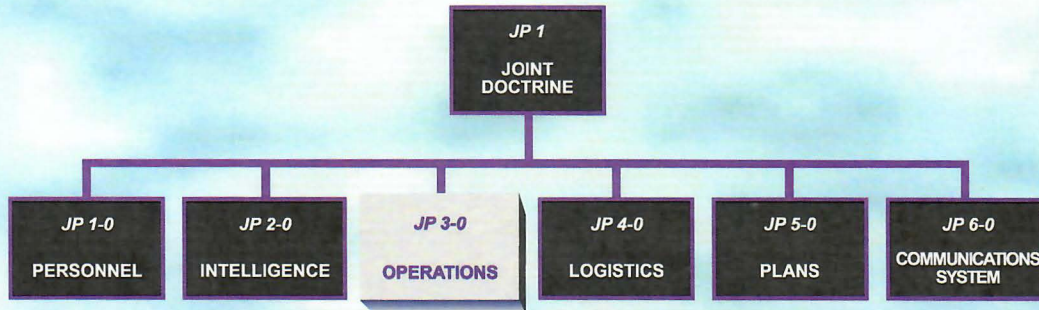 JP 1
JOINT
DOCTRINE
JP 1-0
PERSONNEL
JP 2-0
INTELLIGENCE
JP 3-0
OPERATIONS
JP 4-0
LOGISTICS
JP 5-0
PLANS
JP 6-0
COMMUNICATIONS
SYSTEM